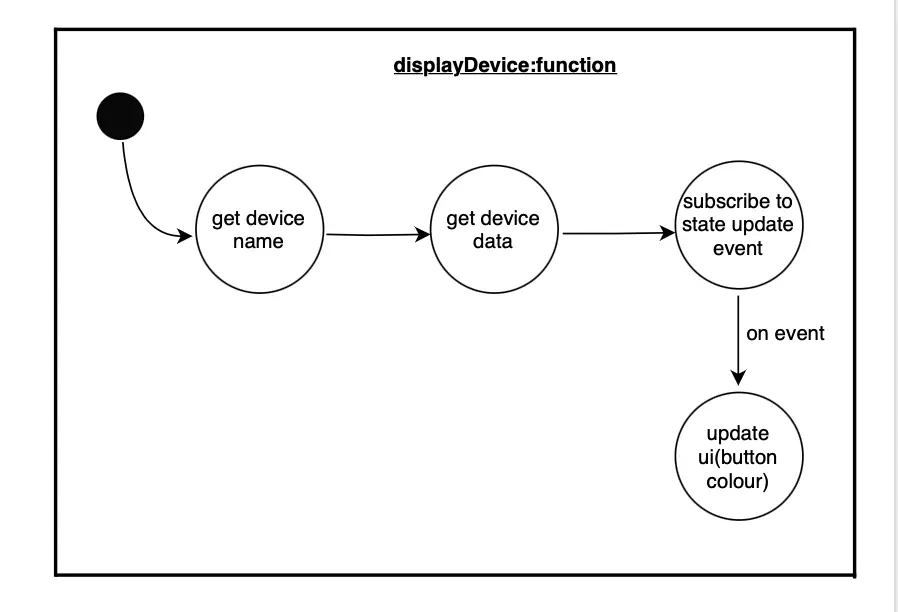 displayDevice:function
get device
name
get device
data
subscribe to
state update
event
on event
update
ui(button
colour)